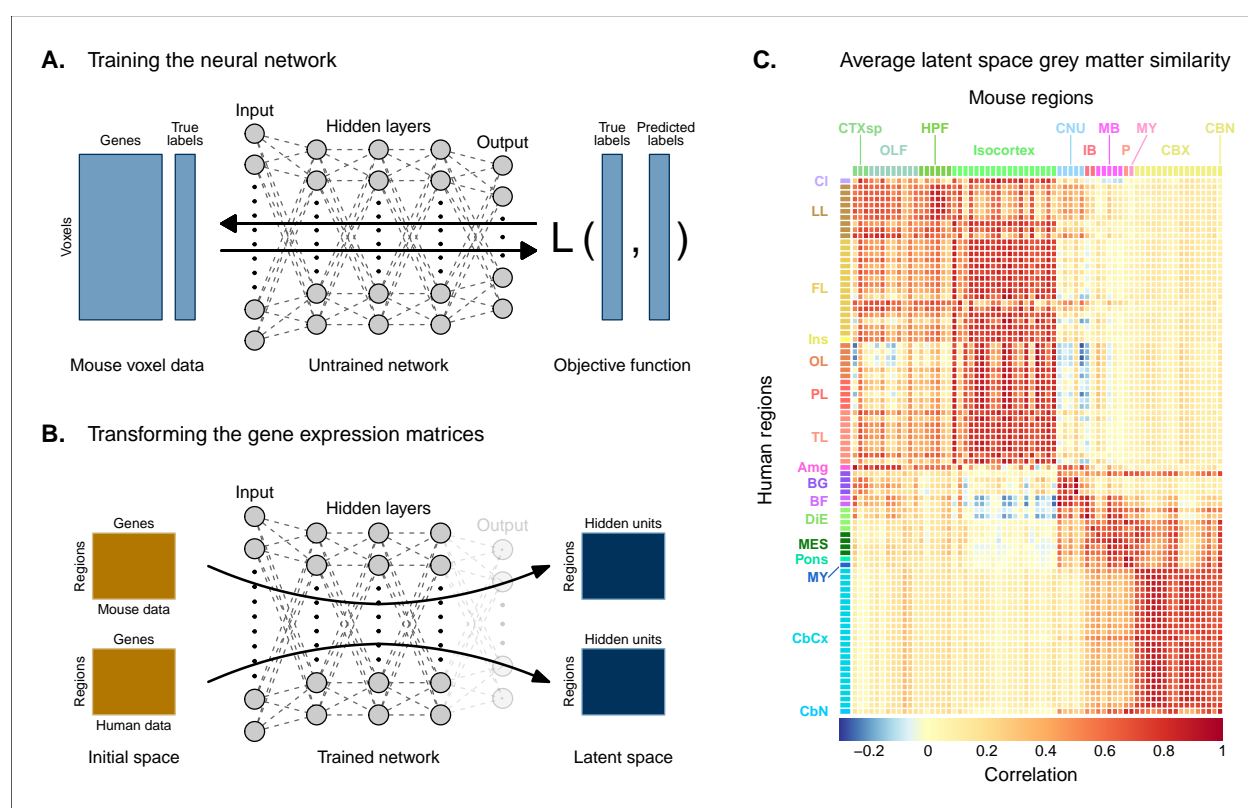 A. Training the neural network
Input
Hidden layers
Output
Genes
True
labels
Voxels
True
labels
Predicted
labels
L ( , )
Mouse voxel data
Untrained network
Objective function
B. Transforming the gene expression matrices
Input
Hidden layers
Output
Genes
Regions
Mouse data
Genes
Regions
Human data
Hidden units
Regions
Hidden units
Regions
Initial space
Trained network
Latent space
C. Average latent space grey matter similarity
Mouse regions
CTXsp HPF CNU MB MY CBN
OLF Isocortex IB P CBX
Human regions
Cl
LL
FL
Ins
OL
PL
TL
Amg
BG
BF
DiE
MES
Pons
MY
CbCx
CbN
−0.2 0 0.2 0.4 0.6 0.8 1
Correlation